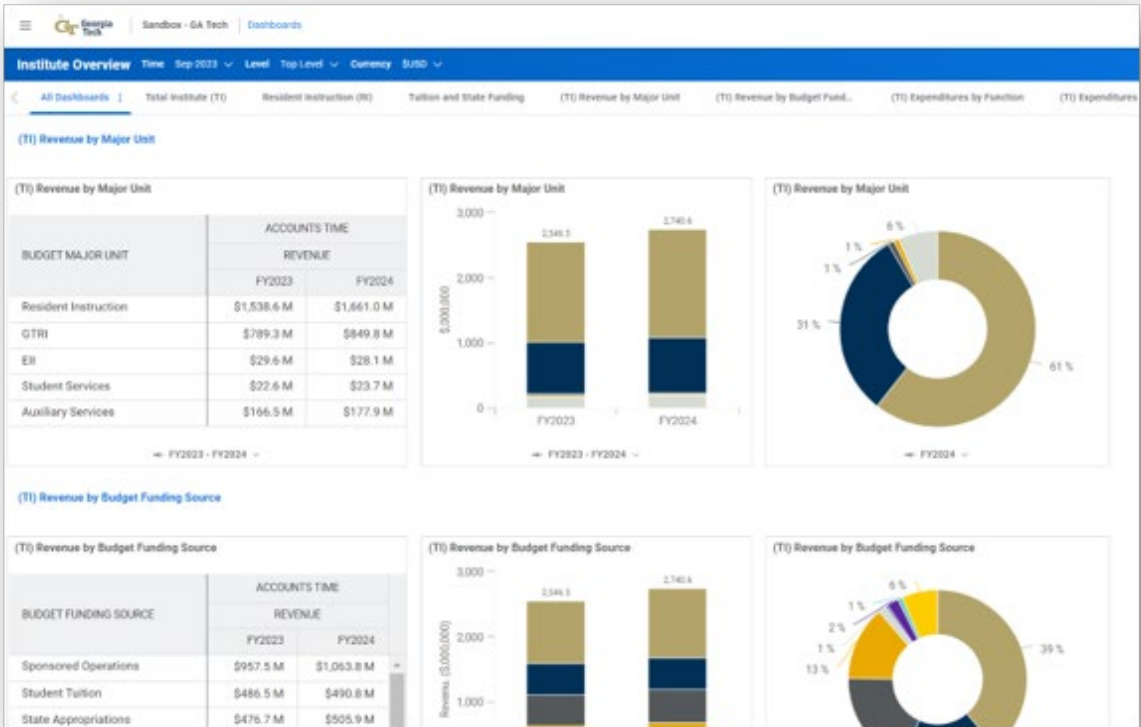 Georgia Tech Sandbox - GA Tech Dashboards
Institute Overview Time Sep-2023 Level Top Level Currency $USD
All Dashboards Total Institute (TI) Resident Instruction (RI) Tuition and State Funding (TI) Revenue by Major Unit (TI) Revenue by Budget Fund... (TI) Expenditures by Function (TI) Expenditures
(TI) Revenue by Major Unit
(TI) Revenue by Major Unit
ACCOUNTS TIME
BUDGET MAJOR UNIT REVENUE
FY2023 FY2024
Resident Instruction $1,538.6 M $1,661.0 M
GTRI $789.3 M $849.8 M
EII $29.6 M $28.1 M
Student Services $22.6 M $23.7 M
Auxiliary Services $166.5 M $177.9 M
FY2023 - FY2024
(TI) Revenue by Major Unit
3,000
2,546.5 2,740.6
2,000
$,000,000
1,000
0
FY2023 FY2024
FY2023 - FY2024
(TI) Revenue by Major Unit
6 %
1 %
1 %
31 %
61 %
FY2024
(TI) Revenue by Budget Funding Source
(TI) Revenue by Budget Funding Source
ACCOUNTS TIME
BUDGET FUNDING SOURCE REVENUE
FY2023 FY2024
Sponsored Operations $957.5 M $1,063.8 M
Student Tuition $486.5 M $490.8 M
State Appropriations $476.7 M $505.9 M
(TI) Revenue by Budget Funding Source
3,000
2,546.5 2,740.6
2,000
Revenu. ($,000,000)
1,000
(TI) Revenue by Budget Funding Source
6 %
1 %
2 %
1 %
13 %
39 %